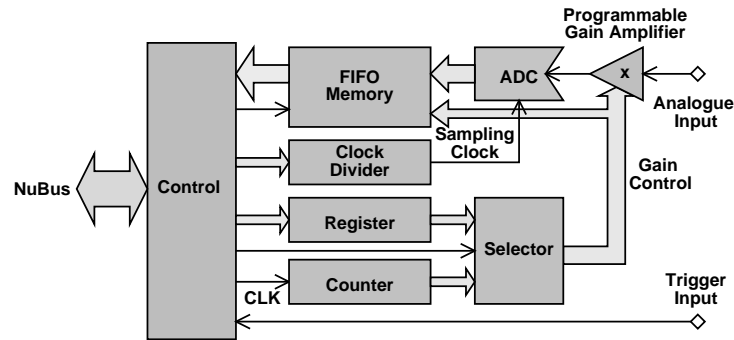 Programmable
Gain Amplifier
FIFO
Memory
ADC
x
Analogue
Input
Sampling
Clock
Clock
Divider
Gain
Control
NuBus
Control
Register
Selector
CLK
Counter
Trigger
Input